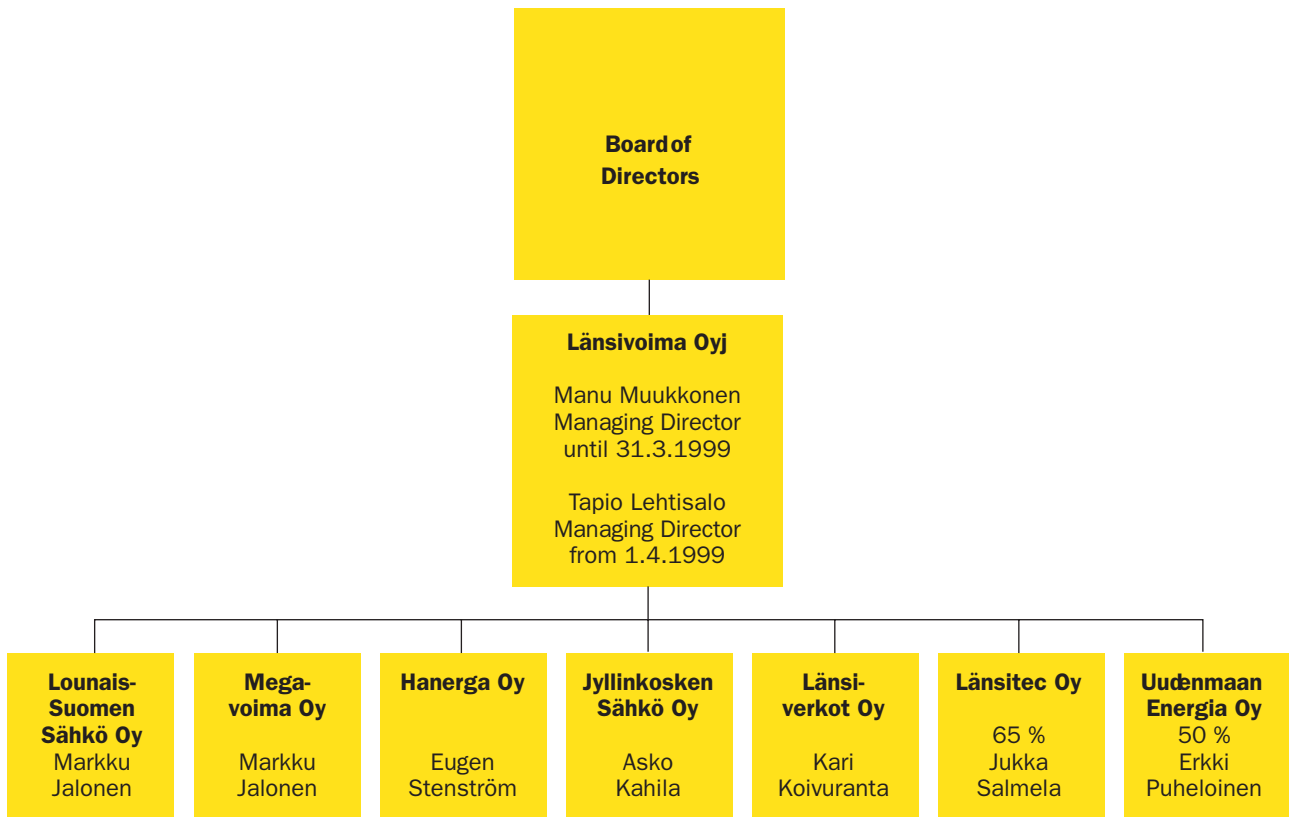 Board of
Directors
Länsivoima Oyj
Manu Muukkonen
Managing Director
until 31.3.1999
Tapio Lehtisalo
Managing Director
from 1.4.1999
Lounais-
Suomen
Sähkö Oy
Markku
Jalonen
Mega-
voima Oy
Markku
Jalonen
Hanerga Oy
Eugen
Stenström
Jyllinkosken
Sähkö Oy
Asko
Kahila
Länsi-
verkot Oy
Kari
Koivuranta
Länsitec Oy
65 %
Jukka
Salmela
Uudenmaan
Energia Oy
50 %
Erkki
Puheloinen